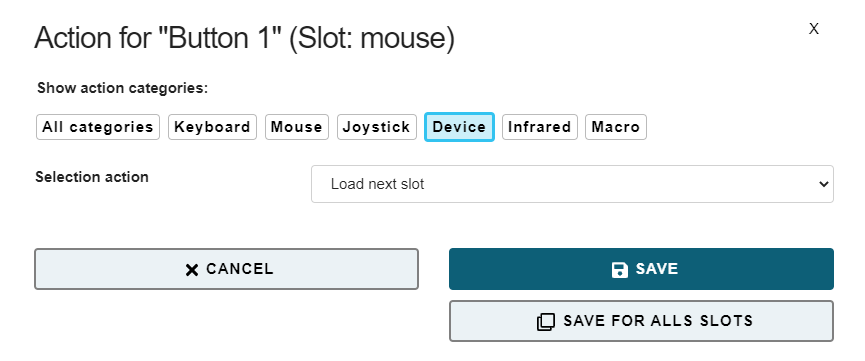 Action for "Button 1" (Slot: mouse)
X
Show action categories:
All categories Keyboard Mouse Joystick Device Infrared Macro
Selection action
Load next slot
CANCEL
SAVE
SAVE FOR ALLS SLOTS